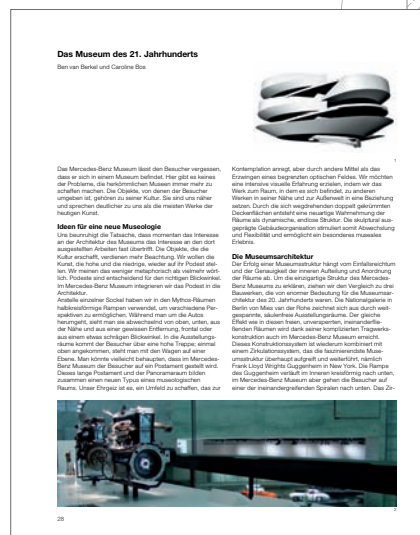 Das Museum des 21. Jahrhunderts
Ben van Berkel und Caroline Bos
1
Das Mercedes-Benz Museum lässt den Besucher vergessen,
dass er sich in einem Museum befindet. Hier gibt es keines
der Probleme, die herkömmlichen Museen immer mehr zu
schaffen machen. Die Objekte, von denen der Besucher
umgeben ist, gehören zu seiner Kultur. Sie sind uns näher
und sprechen deutlicher zu uns als die meisten Werke der
heutigen Kunst.
Ideen für eine neue Museologie
Uns beunruhigt die Tatsache, dass momentan das Interesse
an der Architektur des Museums das Interesse an den dort
ausgestellten Arbeiten fast übertrifft. Die Objekte, die die
Kultur erschafft, verdienen mehr Beachtung. Wir wollen die
Kunst, die hohe und die niedrige, wieder auf ihr Podest stel-
len. Wir meinen das weniger metaphorisch als vielmehr wört-
lich. Podeste sind entscheidend für den richtigen Blickwinkel.
Im Mercedes-Benz Museum integrieren wir das Podest in die
Architektur.
Anstelle einzelner Sockel haben wir in den Mythos-Räumen
halbkreisförmige Rampen verwendet, um verschiedene Per-
spektiven zu ermöglichen. Während man um die Autos
herumgeht, sieht man sie abwechselnd von oben, unten, aus
der Nähe und aus einer gewissen Entfernung, frontal oder
aus einem etwas schrägen Blickwinkel. In die Ausstellungs-
räume kommt der Besucher über eine hohe Treppe; einmal
oben angekommen, steht man mit den Wagen auf einer
Ebene. Man könnte vielleicht behaupten, dass im Mercedes-
Benz Museum der Besucher auf ein Postament gestellt wird.
Dieses lange Postament und der Panoramaraum bilden
zusammen einen neuen Typus eines museologischen
Raums. Unser Ehrgeiz ist es, ein Umfeld zu schaffen, das zur
Kontemplation anregt, aber durch andere Mittel als das
Erzwingen eines begrenzten optischen Feldes. Wir möchten
eine intensive visuelle Erfahrung erzielen, indem wir das
Werk zum Raum, in dem es sich befindet, zu anderen
Werken in seiner Nähe und zur Außenwelt in eine Beziehung
setzen. Durch die sich wegdrehenden doppelt gekrümmten
Deckenflächen entsteht eine neuartige Wahrnehmung der
Räume als dynamische, endlose Struktur. Die skulptural aus-
geprägte Gebäudeorganisation stimuliert somit Abwechslung
und Flexibilität und ermöglicht ein besonderes museales
Erlebnis.
Die Museumsarchitektur
Der Erfolg einer Museumsstruktur hängt vom Einfallsreichtum
und der Genauigkeit der inneren Aufteilung und Anordnung
der Räume ab. Um die einzigartige Struktur des Mercedes-
Benz Museums zu erklären, ziehen wir den Vergleich zu drei
Bauwerken, die von enormer Bedeutung für die Museumsar-
chitektur des 20. Jahrhunderts waren. Die Nationalgalerie in
Berlin von Mies van der Rohe zeichnet sich aus durch weit-
gespannte, säulenfreie Ausstellungsräume. Der gleiche
Effekt wie in diesen freien, unversperrten, ineinanderflie-
ßenden Räumen wird dank seiner komplizierten Tragwerks-
konstruktion auch im Mercedes-Benz Museum erreicht.
Dieses Konstruktionssystem ist wiederum kombiniert mit
einem Zirkulationssystem, das die faszinierendste Muse-
umsstruktur überhaupt aufgreift und weiterführt, nämlich
Frank Lloyd Wrights Guggenheim in New York. Die Rampe
des Guggenheim verläuft im Inneren kreisförmig nach unten,
im Mercedes-Benz Museum aber gehen die Besucher auf
einer der ineinandergreifenden Spiralen nach unten. Das Zir-
2
28